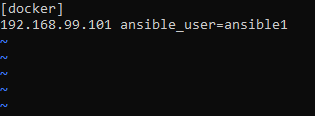 [docker]
192.168.99.101 ansible_user=ansible1
~
~
~
~
~